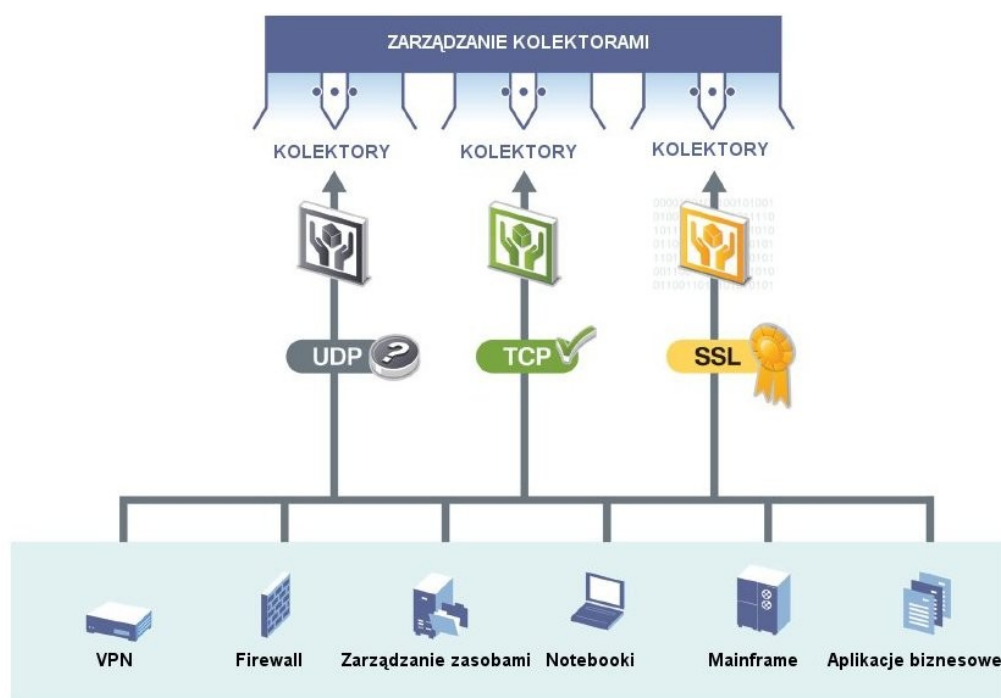 ZARZĄDZANIE KOLEKTORAMI
KOLEKTORY KOLEKTORY KOLEKTORY
UDP ? TCP SSL
VPN Firewall Zarządzanie zasobami Notebooki Mainframe Aplikacje biznesowe